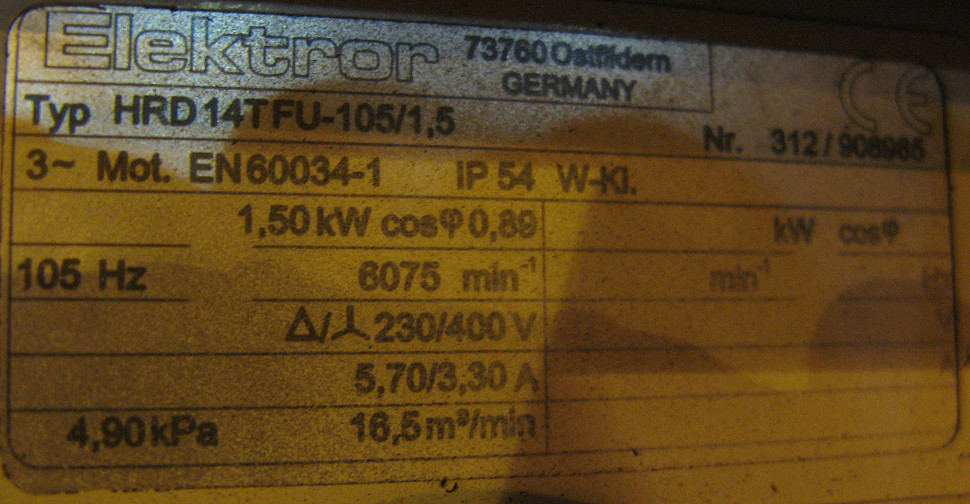 Elektror
73760 Ostfildern
GERMANY
CE
Typ HRD 14T FU-105/1,5
Nr. 312 / 908985
3~ Mot. EN 60034-1 IP 54 W-Kl.
1,50 kW cosφ 0,89 kW cosφ
105 Hz 6075 min⁻¹ min⁻¹ Hz
Δ/⅄ 230/400 V V
5,70/3,30 A A
4,90 kPa 16,5 m³/min